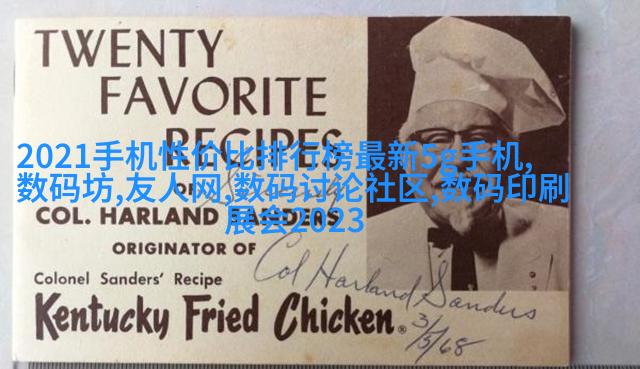 TWENTY
FAVORITE
RECIPES
2021手机性价比排行榜最新5g手机,
数码坊,友人网,数码讨论社区,数码印刷
展会2023
OF
COL. HARLAND SANDERS
ORIGINATOR OF
Col Harland Sanders
3/5/68
Colonel Sanders' Recipe
Kentucky Fried Chicken®